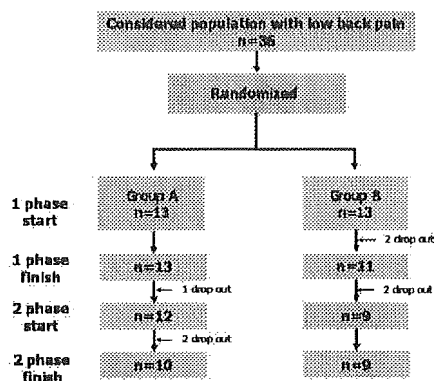 Considered population with low back pain
n=36
Randomized
1 phase start
Group A
n=13
Group B
n=13
2 drop out
1 phase finish
n=13
n=11
1 drop out
2 drop out
2 phase start
n=12
n=9
2 drop out
2 phase finish
n=10
n=9